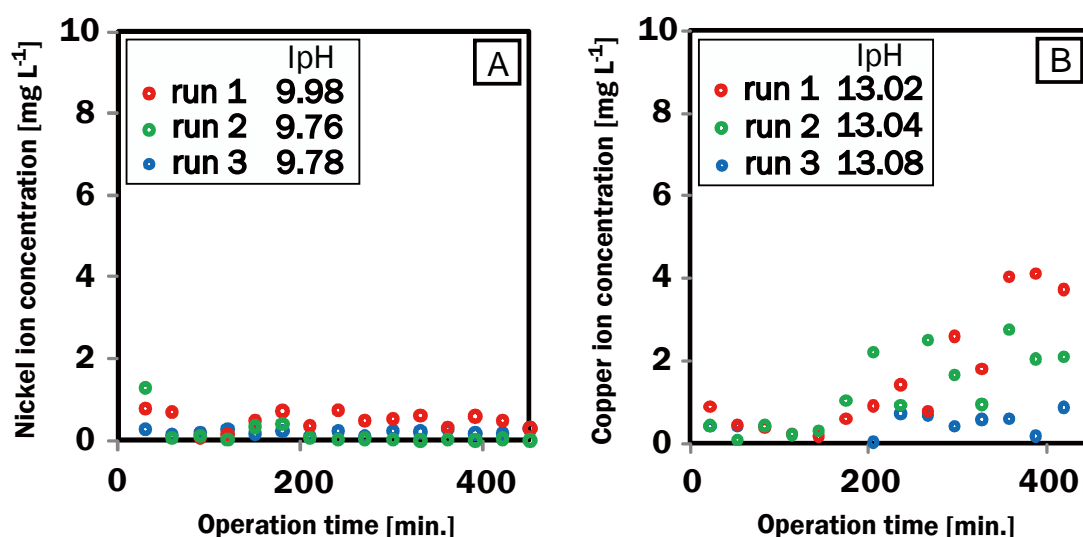 Nickel ion concentration [mg L-1]
10
8
6
4
2
0
IpH
run 1 9.98
run 2 9.76
run 3 9.78
A
0 200 400
Operation time [min.]
Copper ion concentration [mg L-1]
10
8
6
4
2
0
IpH
run 1 13.02
run 2 13.04
run 3 13.08
B
0 200 400
Operation time [min.]